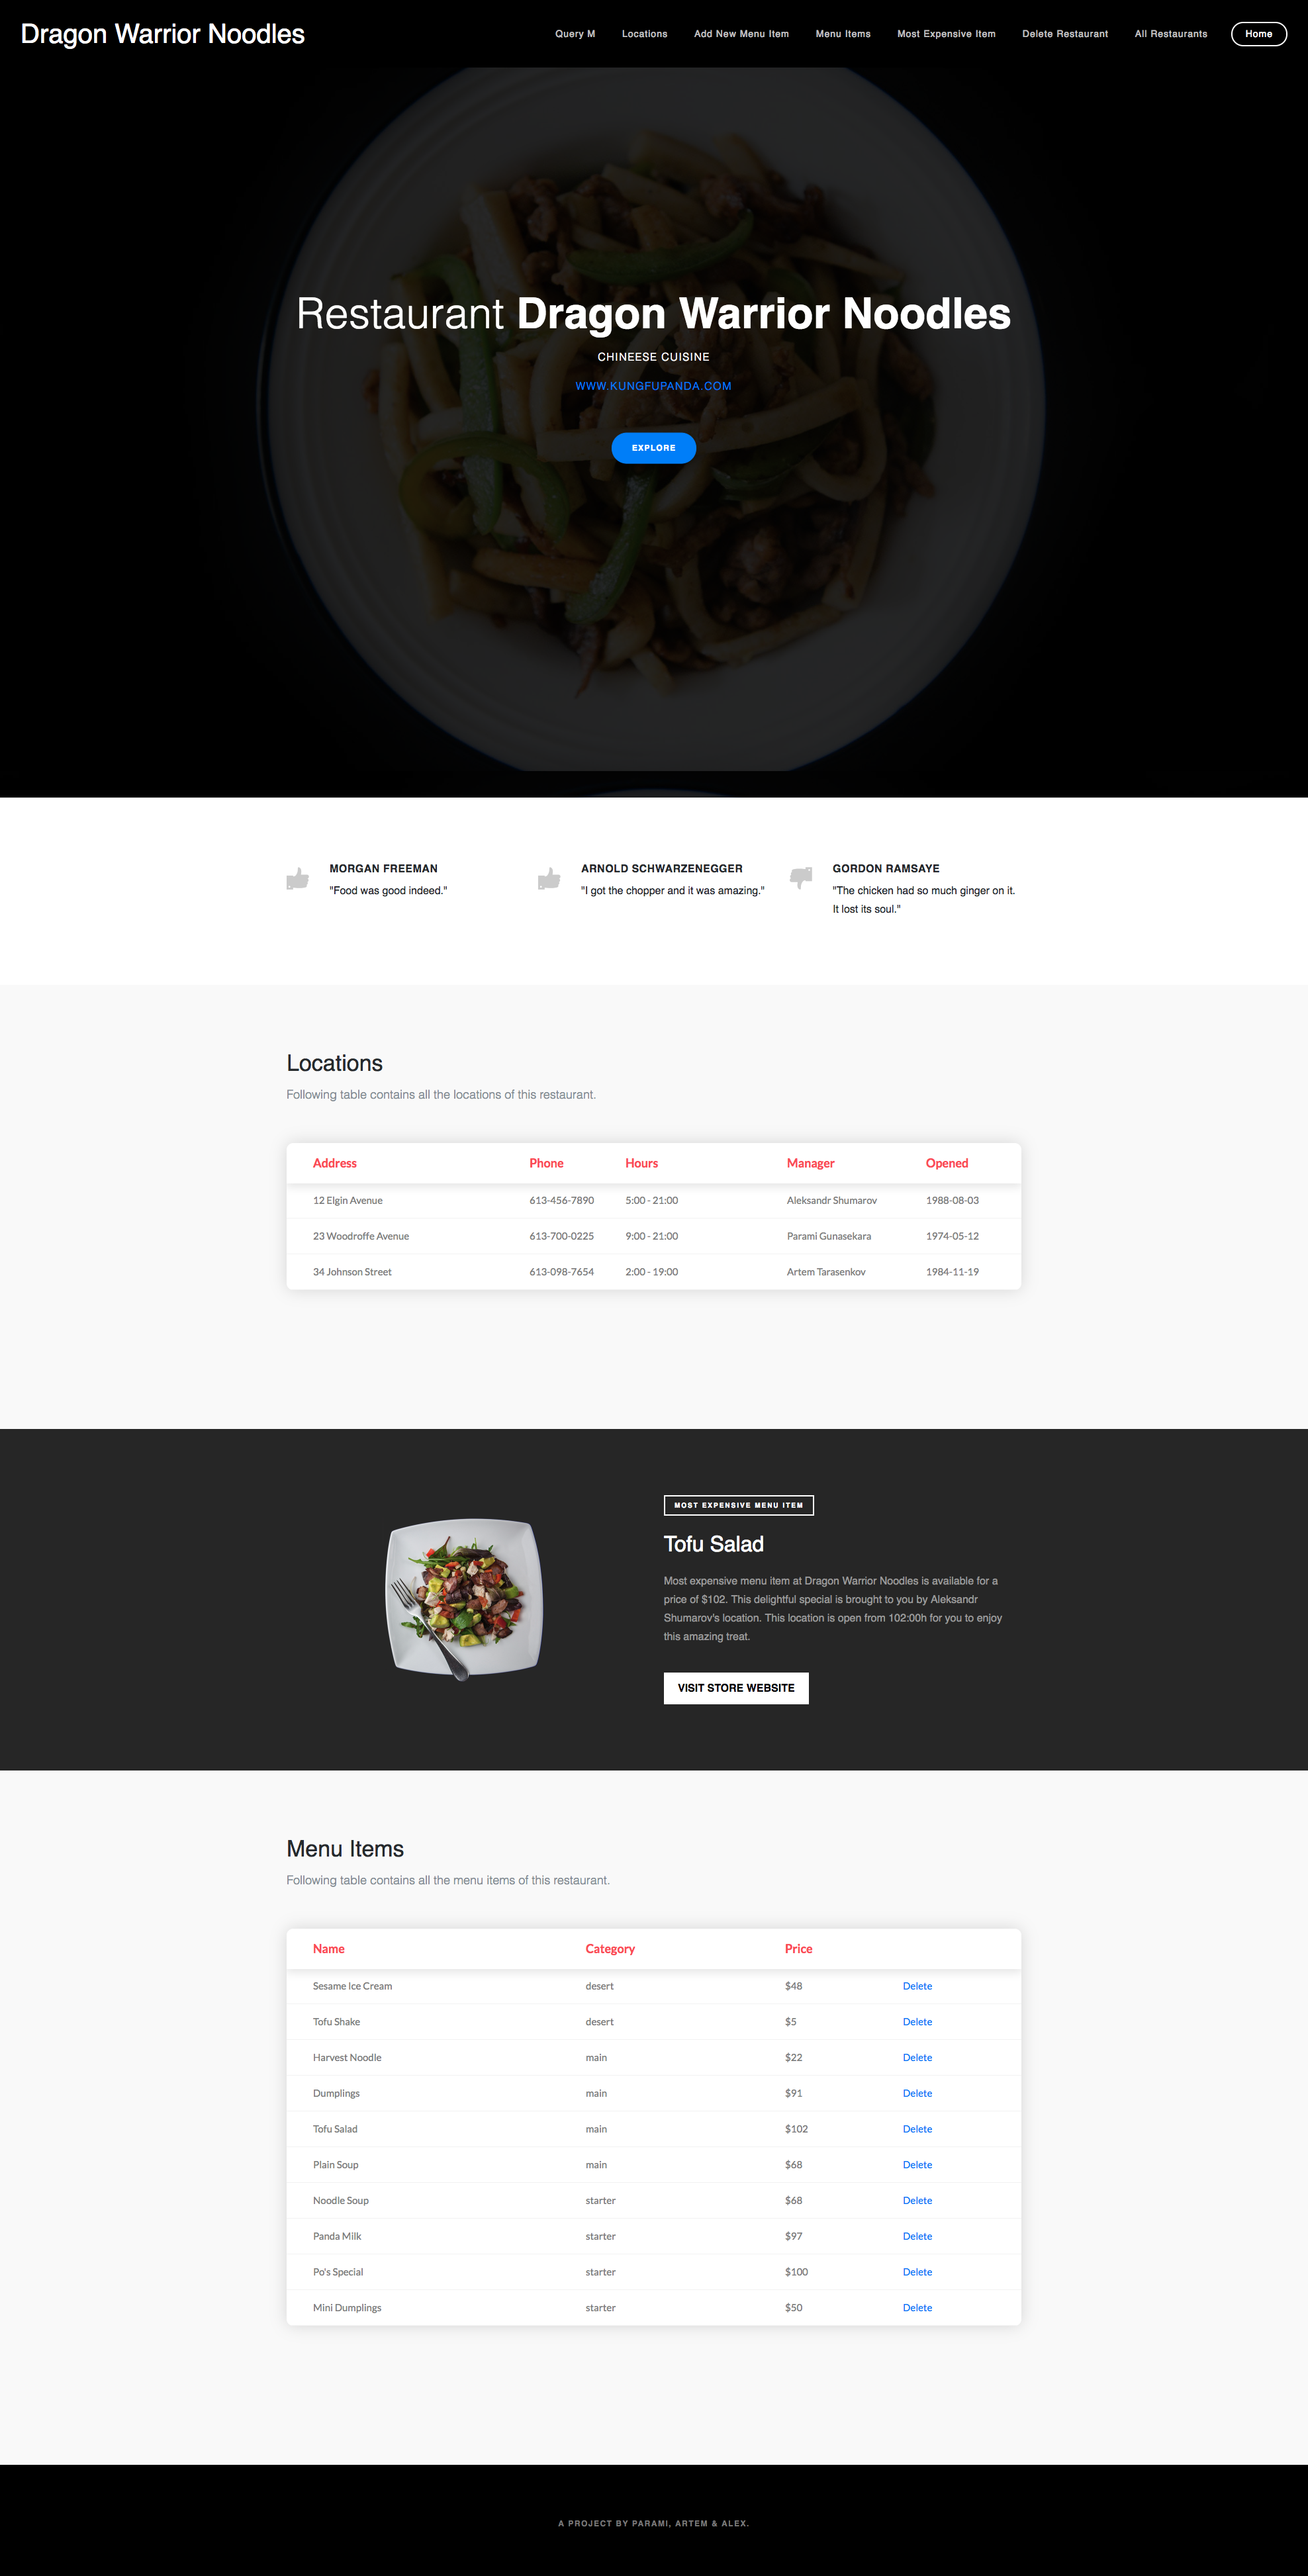 Dragon Warrior Noodles
Query M Locations Add New Menu Item Menu Items Most Expensive Item Delete Restaurant All Restaurants Home
Restaurant Dragon Warrior Noodles
CHINEESE CUISINE
WWW.KUNGFUPANDA.COM
EXPLORE
MORGAN FREEMAN
"Food was good indeed."
ARNOLD SCHWARZENEGGER
"I got the chopper and it was amazing."
GORDON RAMSAYE
"The chicken had so much ginger on it.
It lost its soul."
Locations
Following table contains all the locations of this restaurant.
Address Phone Hours Manager Opened
12 Elgin Avenue 613-456-7890 5:00 - 21:00 Aleksandr Shumarov 1988-08-03
23 Woodroffe Avenue 613-700-0225 9:00 - 21:00 Parami Gunasekara 1974-05-12
34 Johnson Street 613-098-7654 2:00 - 19:00 Artem Tarasenkov 1984-11-19
MOST EXPENSIVE MENU ITEM
Tofu Salad
Most expensive menu item at Dragon Warrior Noodles is available for a
price of $102. This delightful special is brought to you by Aleksandr
Shumarov's location. This location is open from 102:00h for you to enjoy
this amazing treat.
VISIT STORE WEBSITE
Menu Items
Following table contains all the menu items of this restaurant.
Name Category Price
Sesame Ice Cream desert $48 Delete
Tofu Shake desert $5 Delete
Harvest Noodle main $22 Delete
Dumplings main $91 Delete
Tofu Salad main $102 Delete
Plain Soup main $68 Delete
Noodle Soup starter $68 Delete
Panda Milk starter $97 Delete
Po's Special starter $100 Delete
Mini Dumplings starter $50 Delete
A PROJECT BY PARAMI, ARTEM & ALEX.